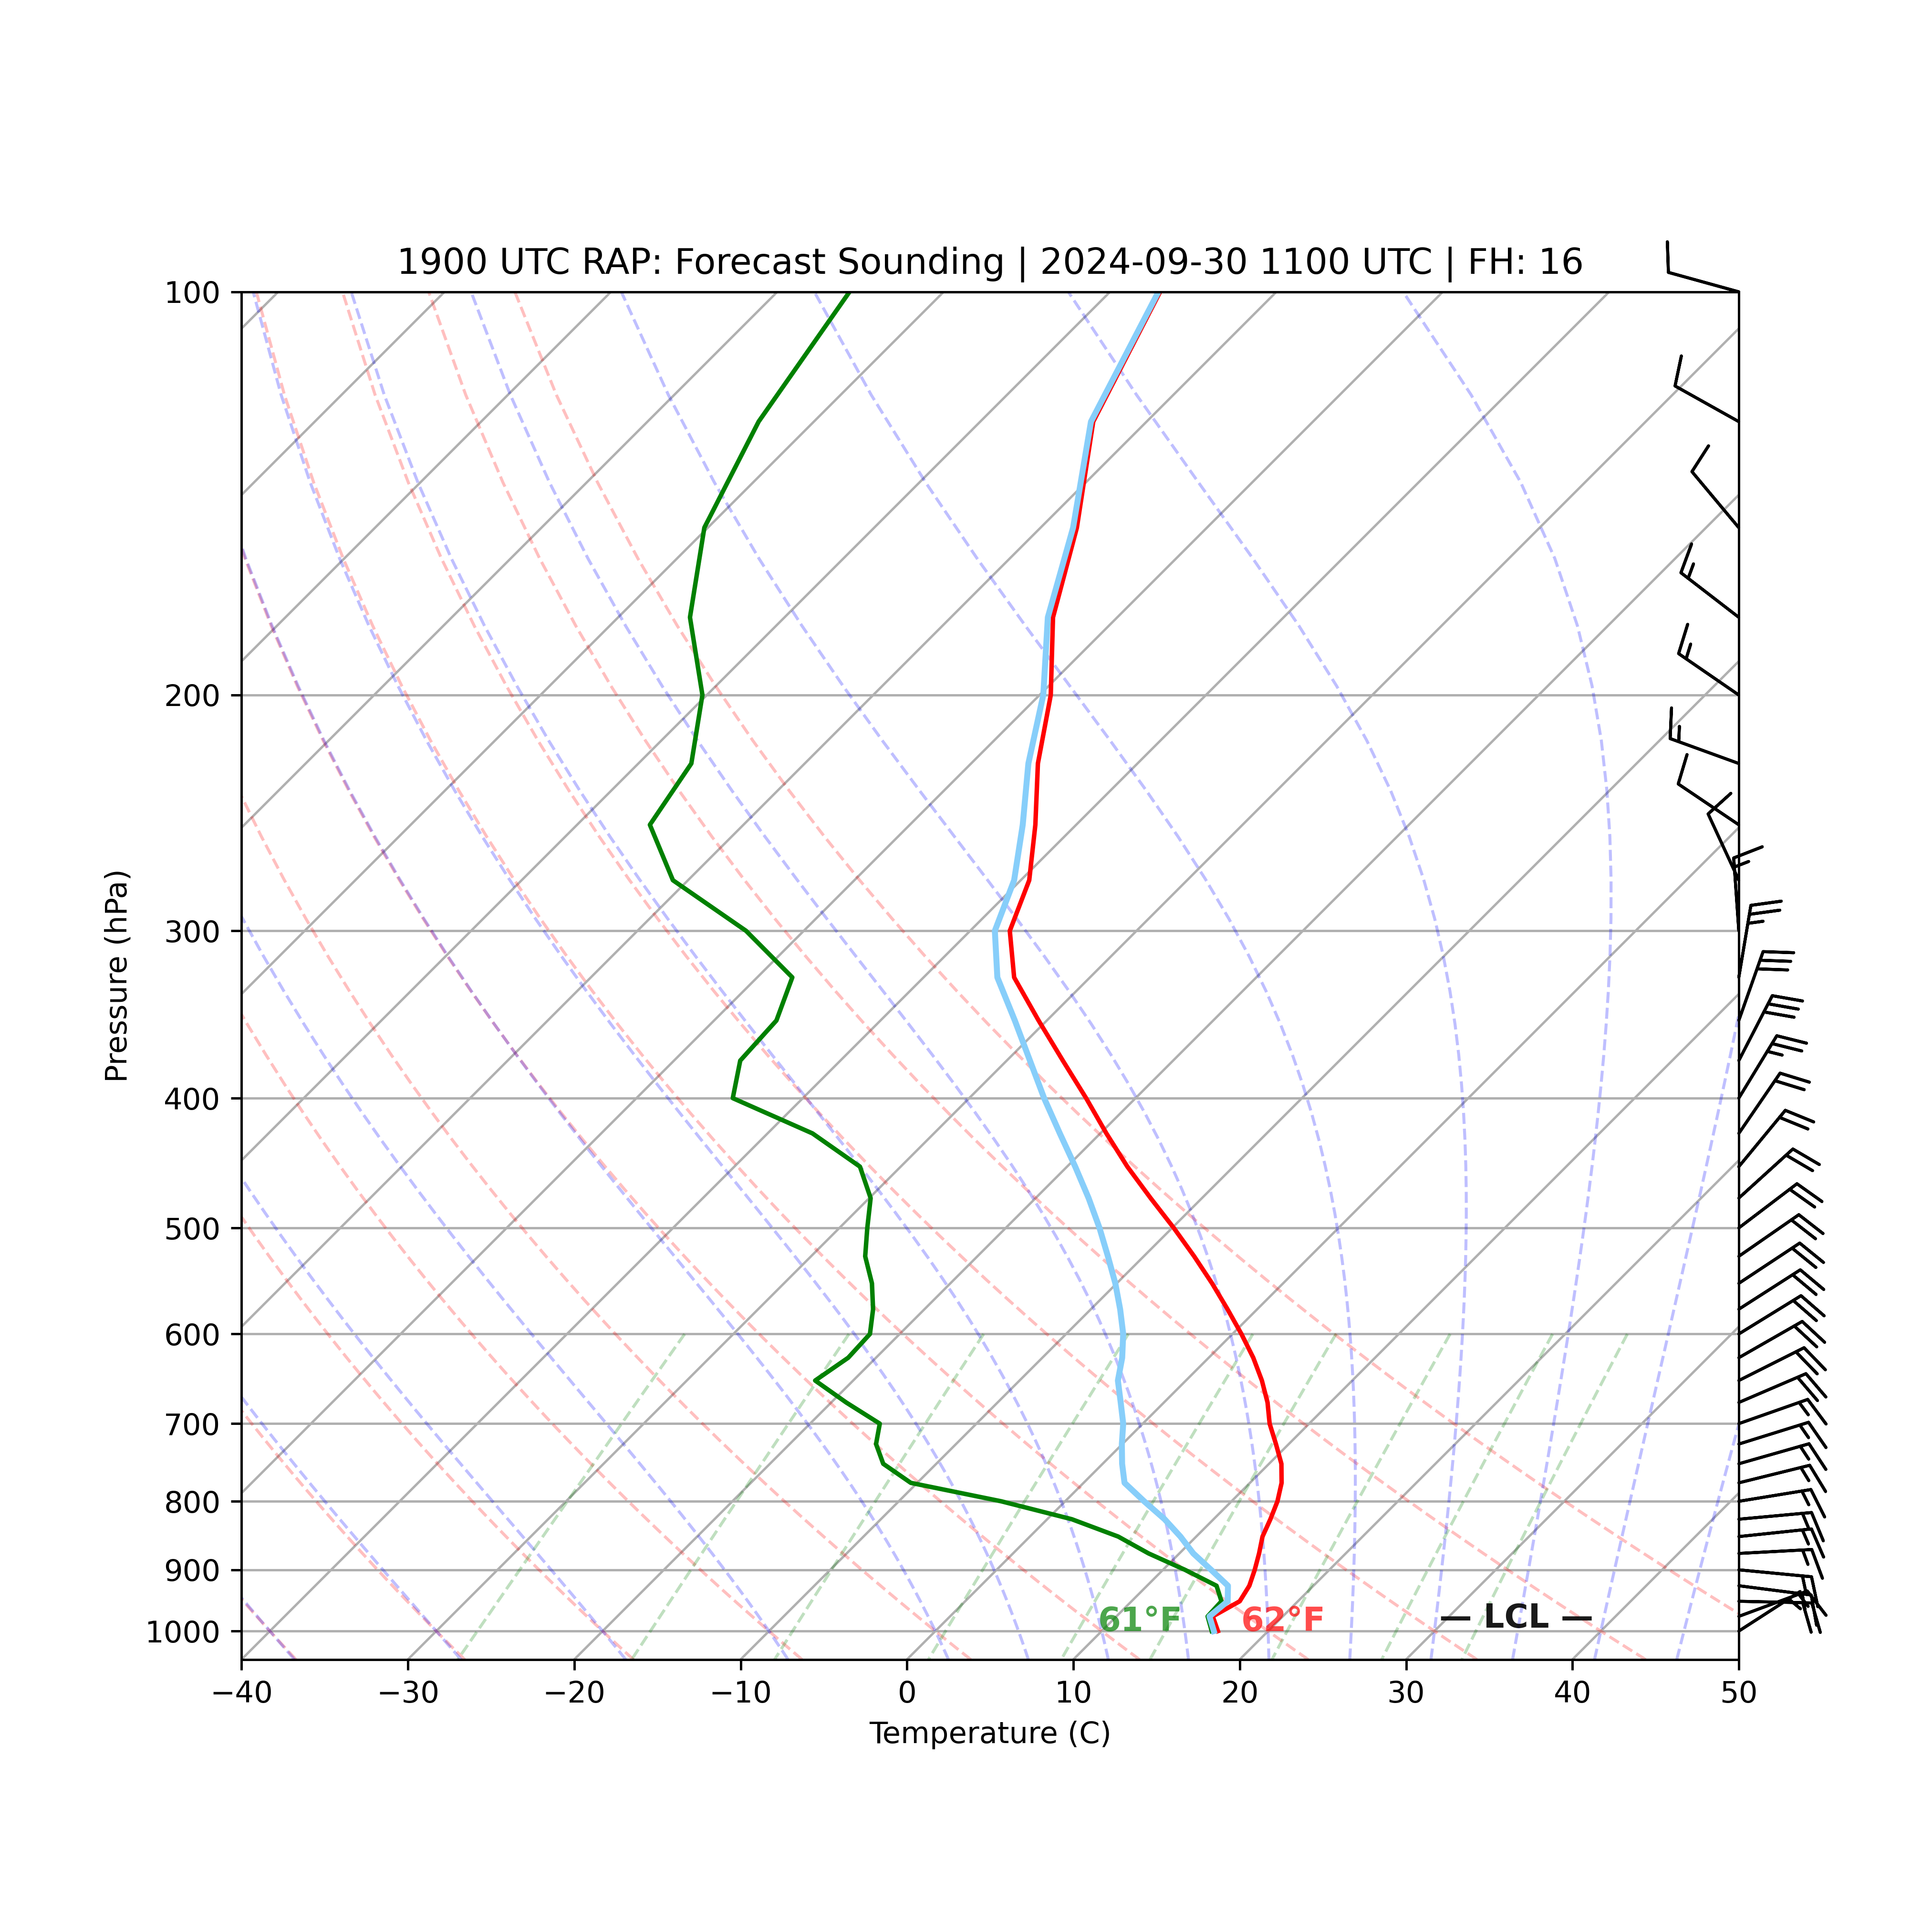 1900 UTC RAP: Forecast Sounding | 2024-09-30 1100 UTC | FH: 16
100
200
300
400
500
600
700
800
900
1000
Pressure (hPa)
61°F 62°F — LCL —
−40 −30 −20 −10 0 10 20 30 40 50
Temperature (C)